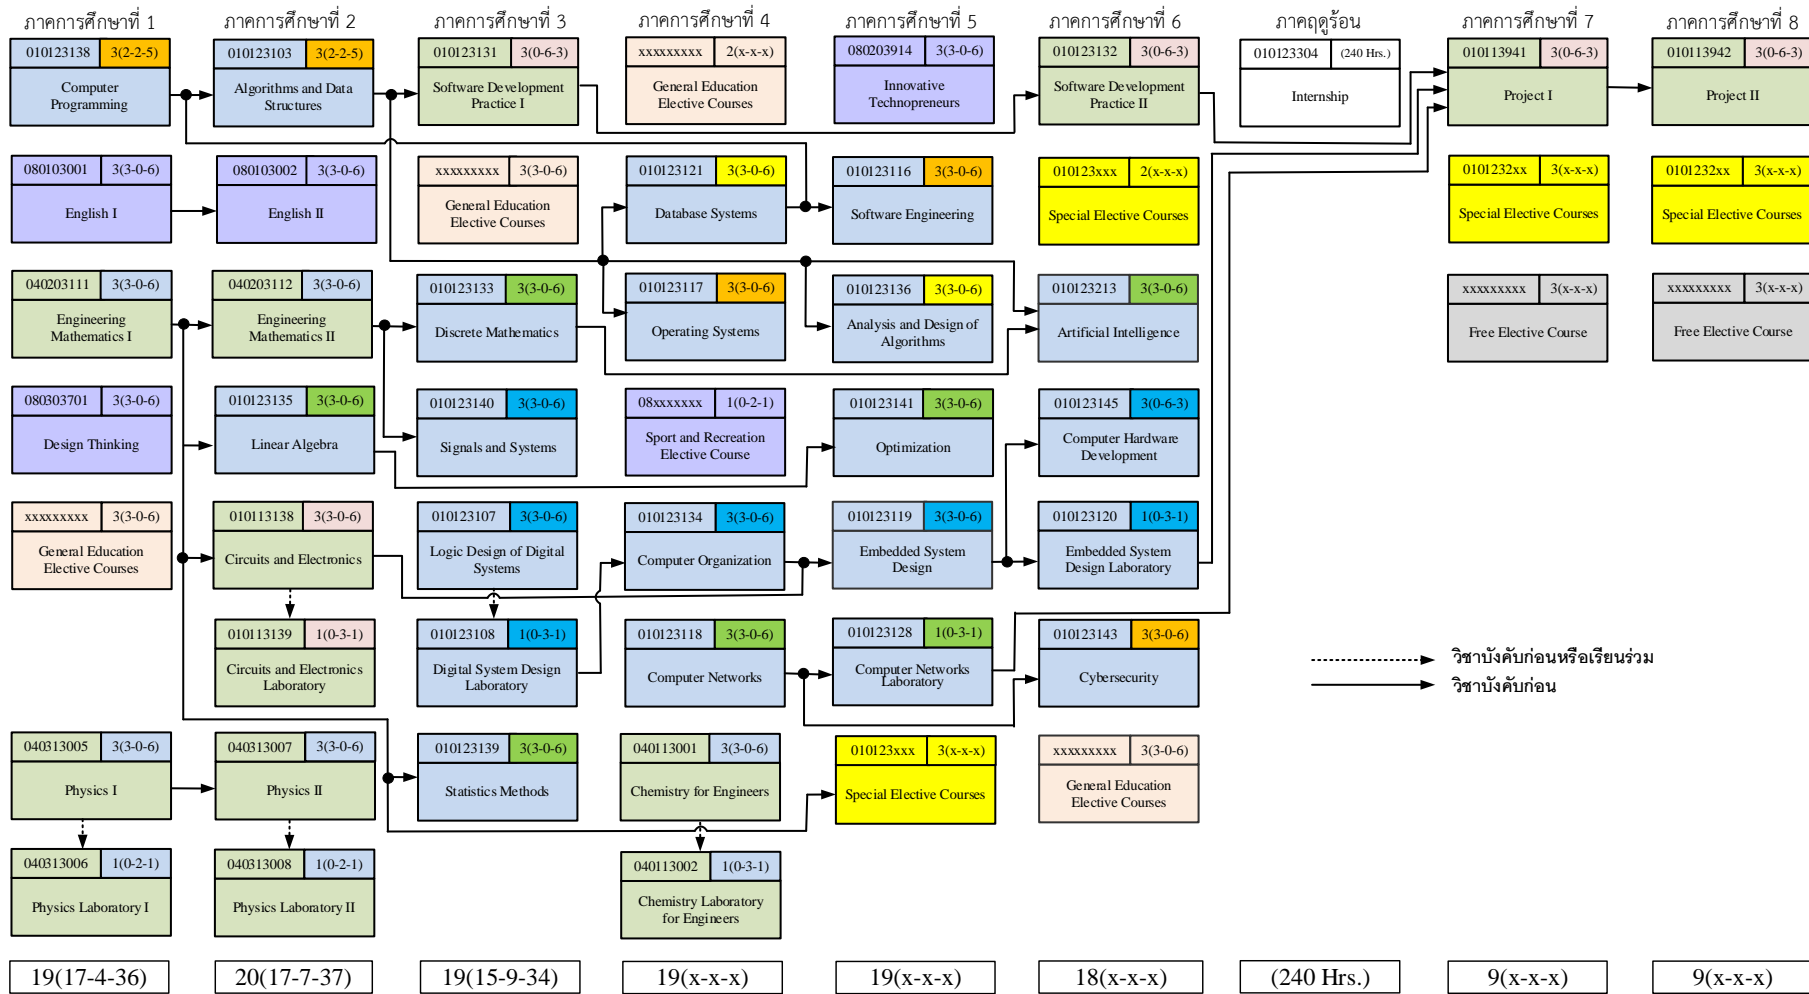 ภาคการศึกษาที่ 1
ภาคการศึกษาที่ 2
ภาคการศึกษาที่ 3
ภาคการศึกษาที่ 4
ภาคการศึกษาที่ 5
ภาคการศึกษาที่ 6
ภาคฤดูร้อน
ภาคการศึกษาที่ 7
ภาคการศึกษาที่ 8
010123138 3(2-2-5)
Computer
Programming
010123103 3(2-2-5)
Algorithms and Data
Structures
010123131 3(0-6-3)
Software Development
Practice I
xxxxxxxxx 2(x-x-x)
General Education
Elective Courses
080203914 3(3-0-6)
Innovative
Technopreneurs
010123132 3(0-6-3)
Software Development
Practice II
010123304 (240 Hrs.)
Internship
010113941 3(0-6-3)
Project I
010113942 3(0-6-3)
Project II
080103001 3(3-0-6)
English I
080103002 3(3-0-6)
English II
xxxxxxxxx 3(3-0-6)
General Education
Elective Courses
010123121 3(3-0-6)
Database Systems
010123116 3(3-0-6)
Software Engineering
010123xxx 2(x-x-x)
Special Elective Courses
0101232xx 3(x-x-x)
Special Elective Courses
0101232xx 3(x-x-x)
Special Elective Courses
040203111 3(3-0-6)
Engineering
Mathematics I
040203112 3(3-0-6)
Engineering
Mathematics II
010123133 3(3-0-6)
Discrete Mathematics
010123117 3(3-0-6)
Operating Systems
010123136 3(3-0-6)
Analysis and Design of
Algorithms
010123213 3(3-0-6)
Artificial Intelligence
xxxxxxxxx 3(x-x-x)
Free Elective Course
xxxxxxxxx 3(x-x-x)
Free Elective Course
080303701 3(3-0-6)
Design Thinking
010123135 3(3-0-6)
Linear Algebra
010123140 3(3-0-6)
Signals and Systems
08xxxxxxx 1(0-2-1)
Sport and Recreation
Elective Course
010123141 3(3-0-6)
Optimization
010123145 3(0-6-3)
Computer Hardware
Development
xxxxxxxxx 3(3-0-6)
General Education
Elective Courses
010113138 3(3-0-6)
Circuits and Electronics
010123107 3(3-0-6)
Logic Design of Digital
Systems
010123134 3(3-0-6)
Computer Organization
010123119 3(3-0-6)
Embedded System
Design
010123120 1(0-3-1)
Embedded System
Design Laboratory
010113139 1(0-3-1)
Circuits and Electronics
Laboratory
010123108 1(0-3-1)
Digital System Design
Laboratory
010123118 3(3-0-6)
Computer Networks
010123128 1(0-3-1)
Computer Networks
Laboratory
010123143 3(3-0-6)
Cybersecurity
วิชาบังคับก่อนหรือเรียนร่วม
วิชาบังคับก่อน
040313005 3(3-0-6)
Physics I
040313007 3(3-0-6)
Physics II
010123139 3(3-0-6)
Statistics Methods
040113001 3(3-0-6)
Chemistry for Engineers
010123xxx 3(x-x-x)
Special Elective Courses
xxxxxxxxx 3(3-0-6)
General Education
Elective Courses
040313006 1(0-2-1)
Physics Laboratory I
040313008 1(0-2-1)
Physics Laboratory II
040113002 1(0-3-1)
Chemistry Laboratory
for Engineers
19(17-4-36)
20(17-7-37)
19(15-9-34)
19(x-x-x)
19(x-x-x)
18(x-x-x)
(240 Hrs.)
9(x-x-x)
9(x-x-x)